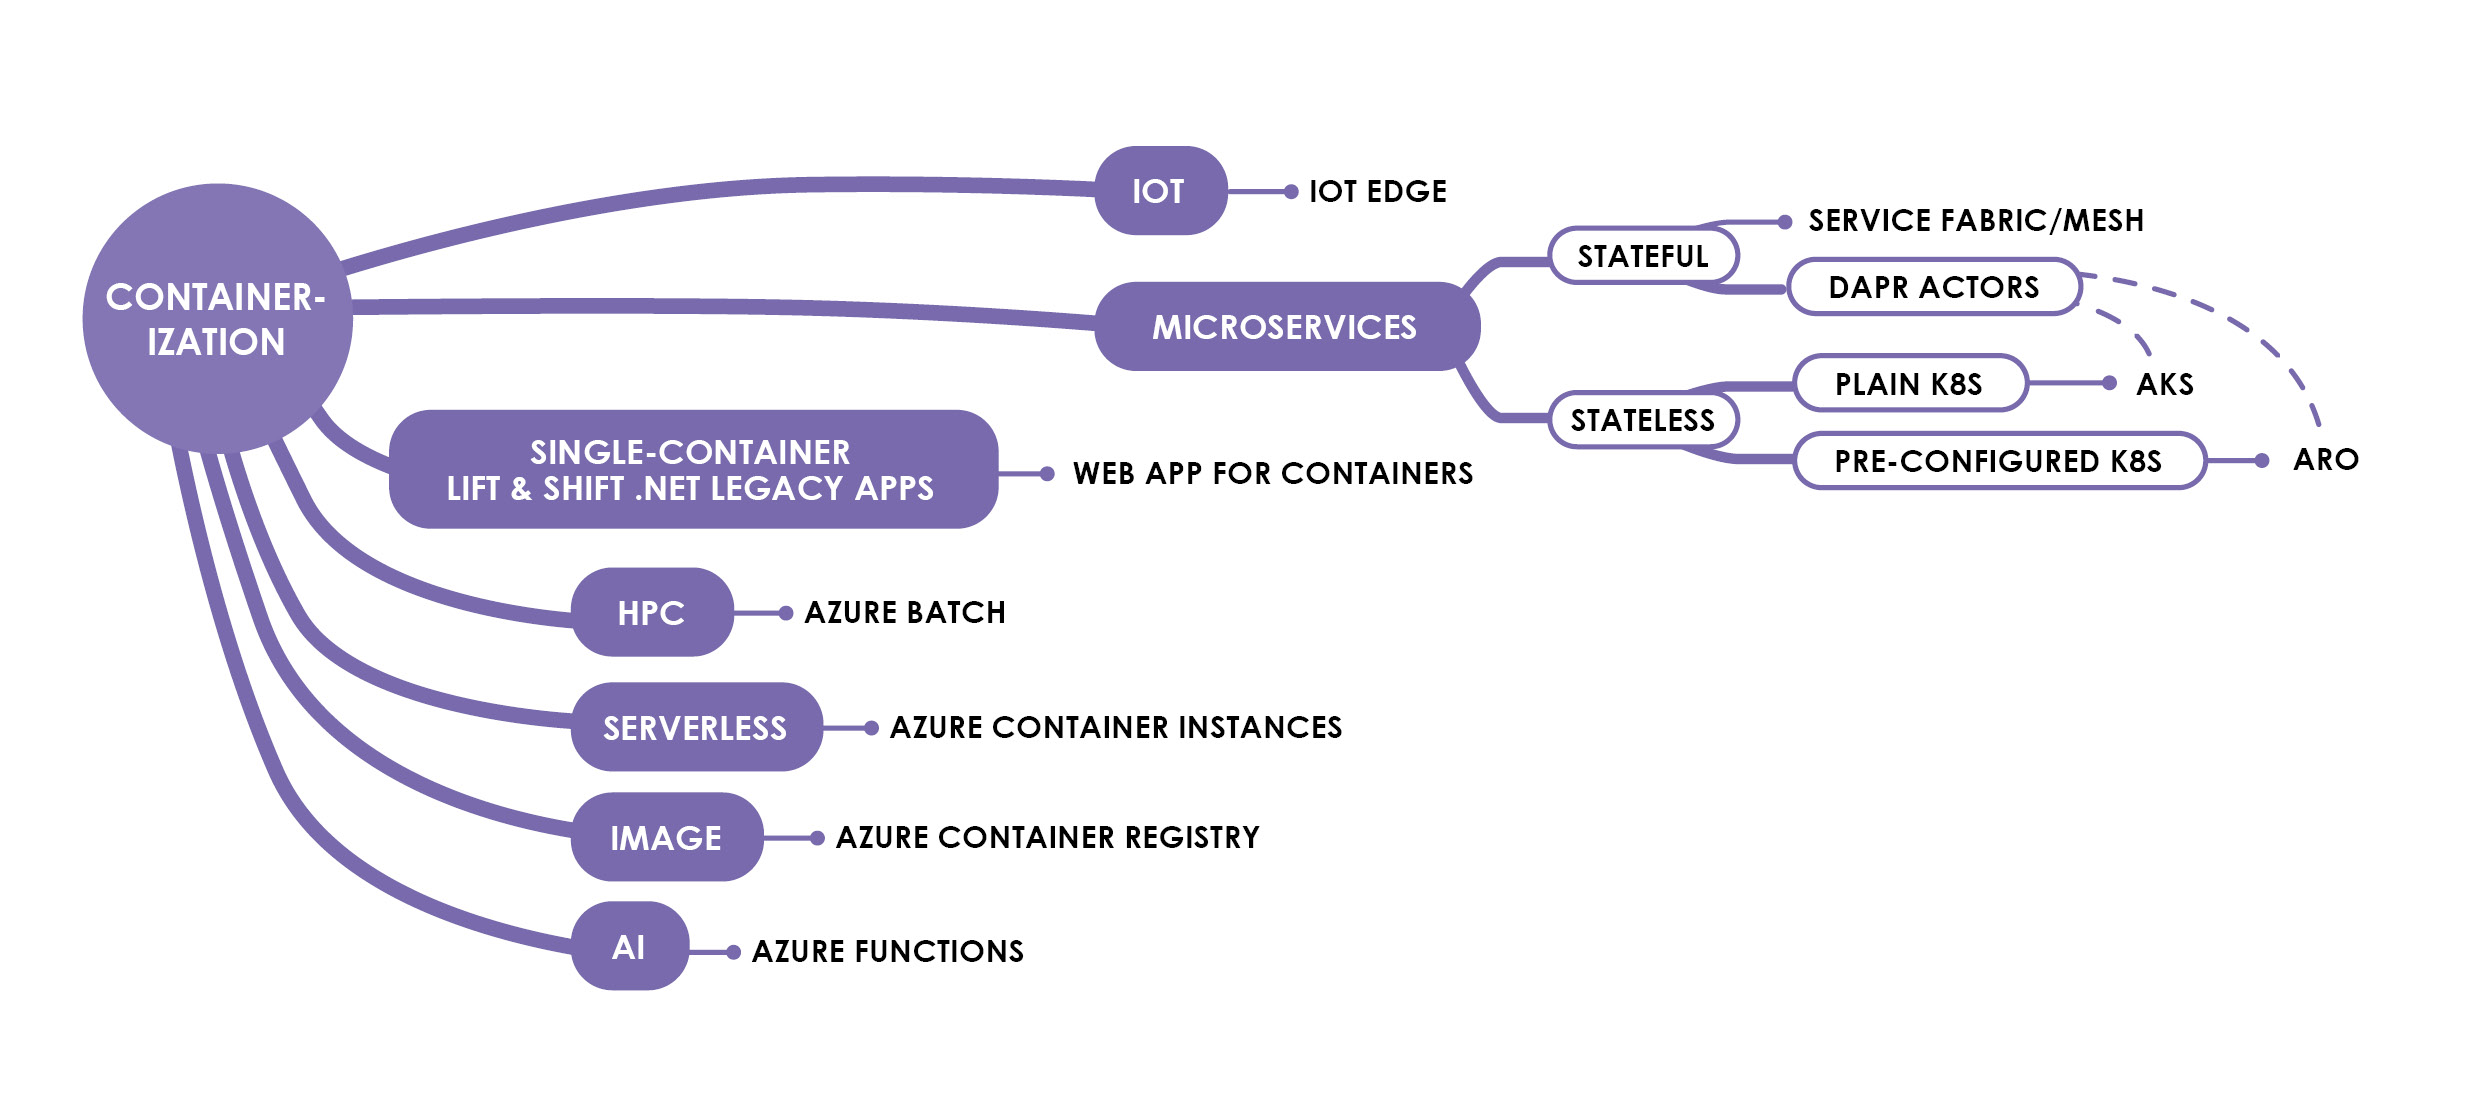 CONTAINER-
IZATION
IOT
IOT EDGE
MICROSERVICES
STATEFUL
SERVICE FABRIC/MESH
DAPR ACTORS
STATELESS
PLAIN K8S
AKS
PRE-CONFIGURED K8S
ARO
SINGLE-CONTAINER
LIFT & SHIFT .NET LEGACY APPS
WEB APP FOR CONTAINERS
HPC
AZURE BATCH
SERVERLESS
AZURE CONTAINER INSTANCES
IMAGE
AZURE CONTAINER REGISTRY
AI
AZURE FUNCTIONS